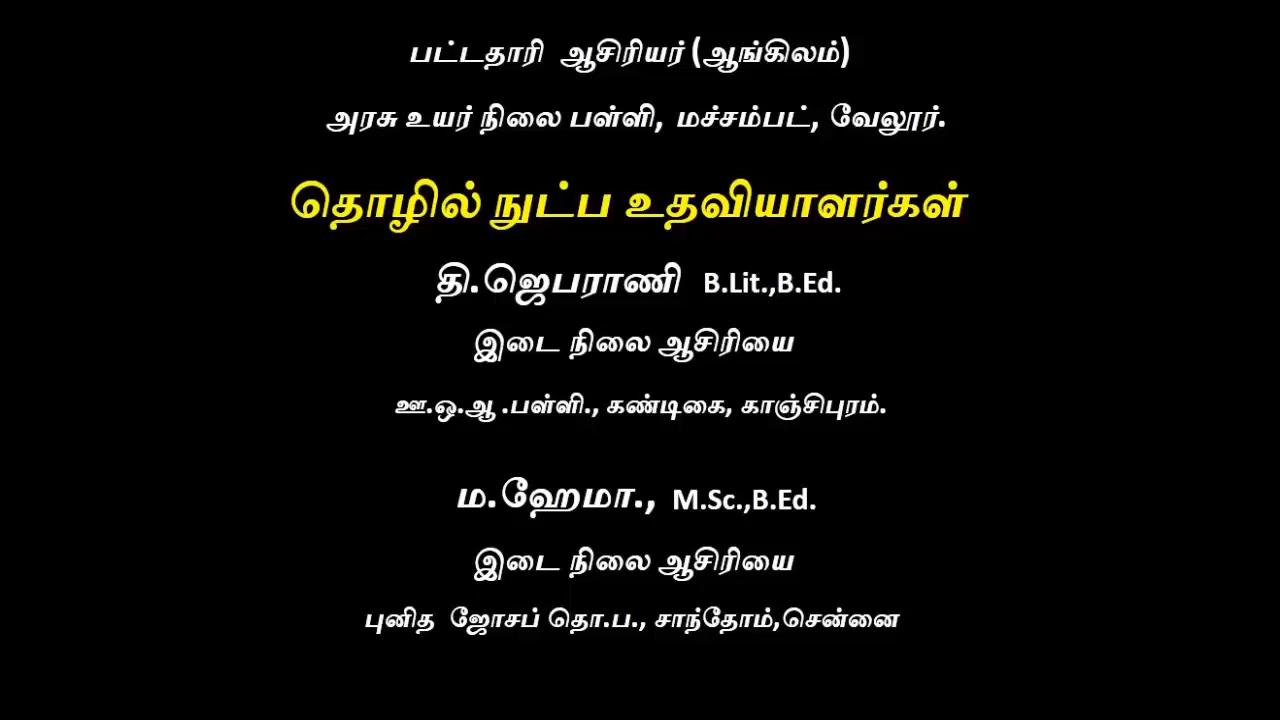 பட்டதாரி ஆசிரியர் (ஆங்கிலம்)
அரசு உயர் நிலை பள்ளி, மச்சம்பட், வேலூர்.
தொழில் நுட்ப உதவியாளர்கள்
தி.ஜெபராணி B.Lit.,B.Ed.
இடை நிலை ஆசிரியை
ஊ.ஒ.ஆ .பள்ளி., கண்டிகை, காஞ்சிபுரம்.
ம.ஹேமா., M.Sc.,B.Ed.
இடை நிலை ஆசிரியை
புனித ஜோசப் தொ.ப., சாந்தோம்,சென்னை